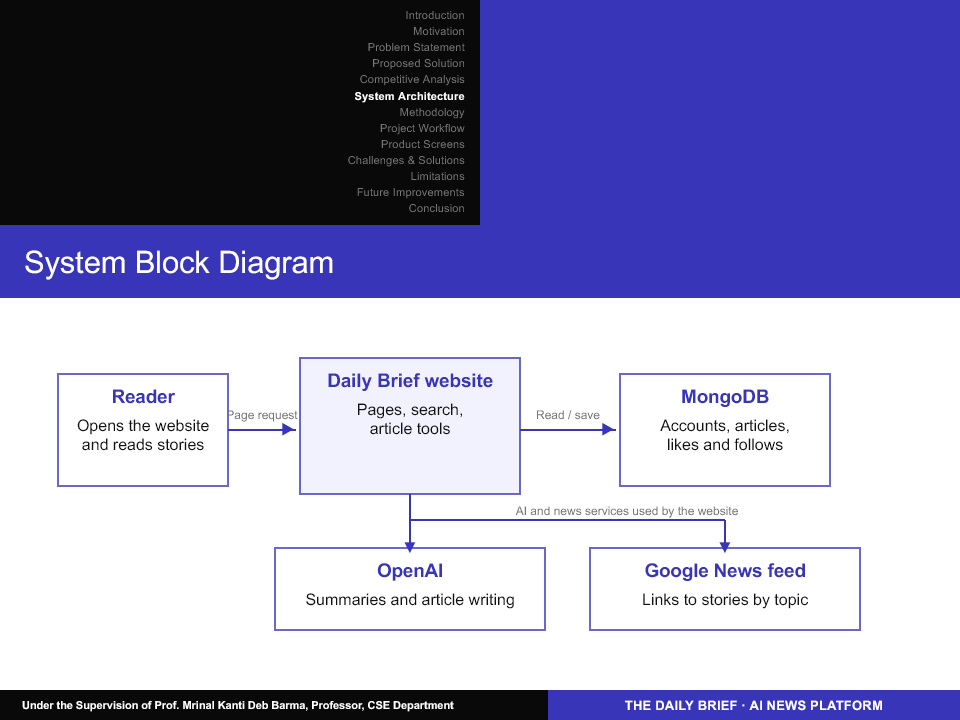 Introduction
Motivation
Problem Statement
Proposed Solution
Competitive Analysis
System Architecture
Methodology
Project Workflow
Product Screens
Challenges & Solutions
Limitations
Future Improvements
Conclusion
System Block Diagram
Reader
Opens the website
and reads stories
Page request
Daily Brief website
Pages, search,
article tools
Read / save
MongoDB
Accounts, articles,
likes and follows
AI and news services used by the website
OpenAI
Summaries and article writing
Google News feed
Links to stories by topic
Under the Supervision of Prof. Mrinal Kanti Deb Barma, Professor, CSE Department
THE DAILY BRIEF · AI NEWS PLATFORM